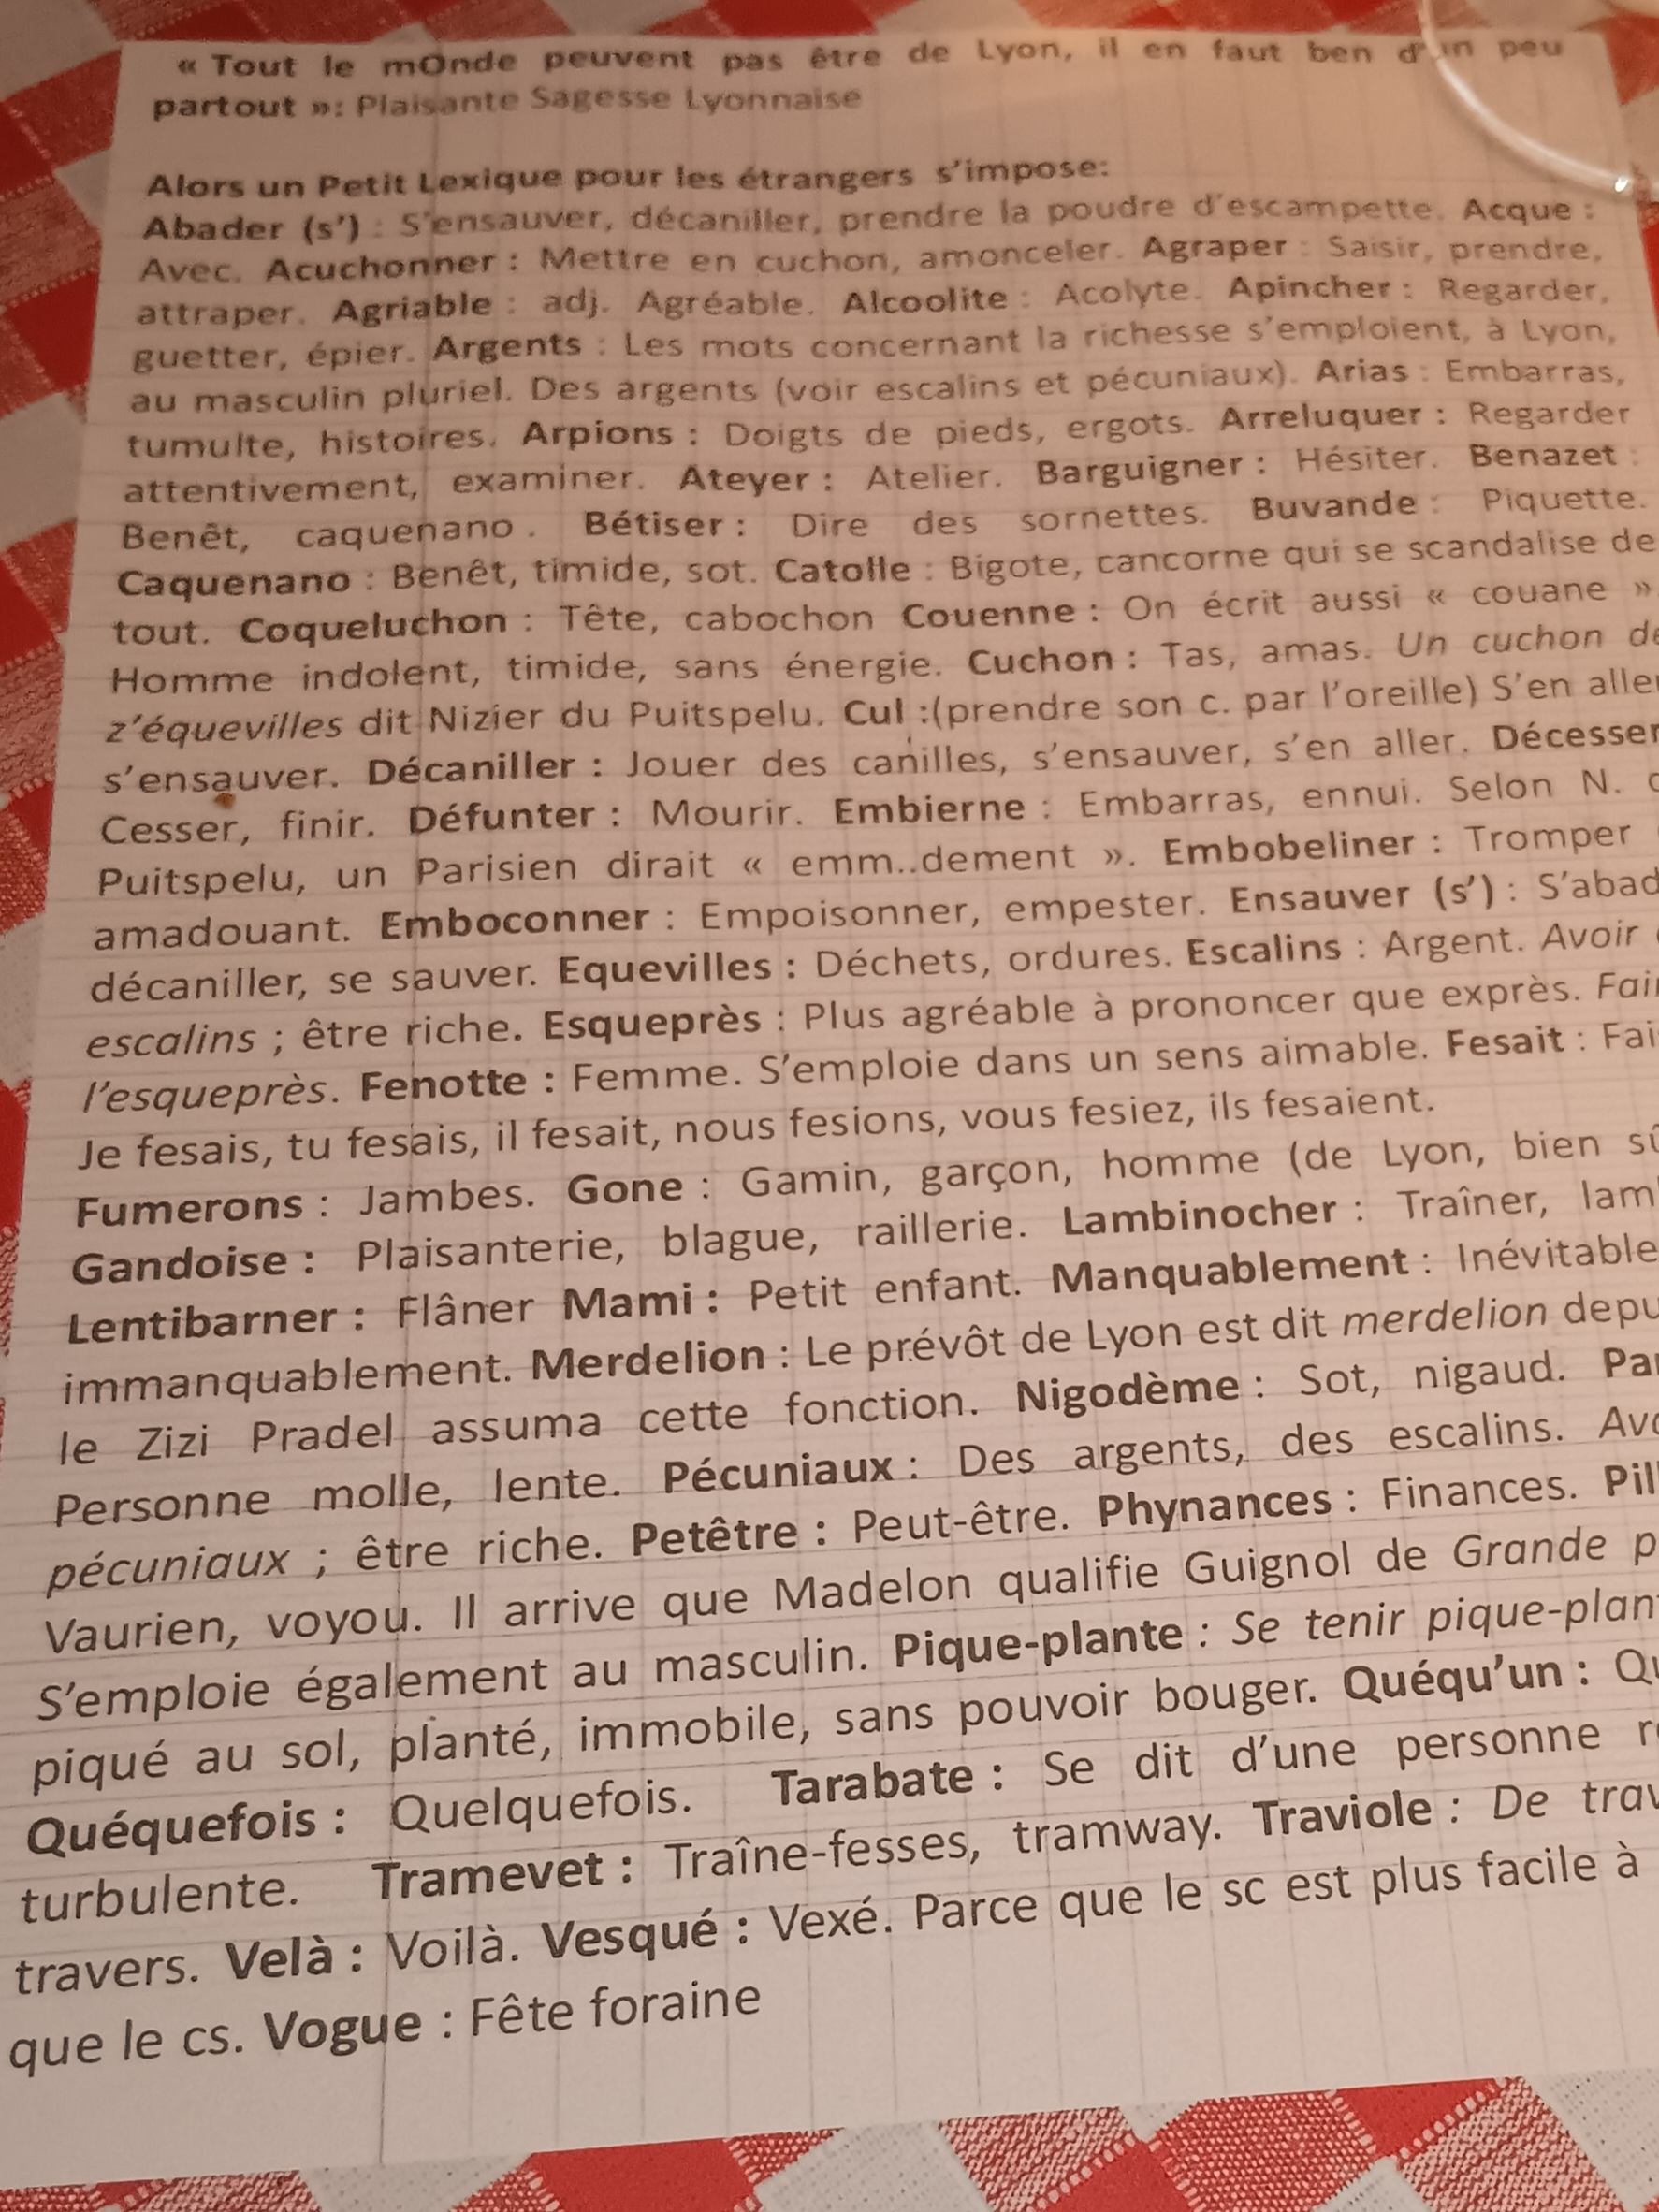 « Tout le mOnde peuvent pas être de Lyon, il en faut ben d'un peu
partout »: Plaisante Sagesse Lyonnaise
Alors un Petit Lexique pour les étrangers s'impose:
Abader (s') : S'ensauver, décaniller, prendre la poudre d'escampette. Acque :
Avec. Acuchonner : Mettre en cuchon, amonceler. Agraper : Saisir, prendre,
attraper. Agriable : adj. Agréable. Alcoolite : Acolyte. Apincher : Regarder,
guetter, épier. Argents : Les mots concernant la richesse s'emploient, à Lyon,
au masculin pluriel. Des argents (voir escalins et pécuniaux). Arias : Embarras,
tumulte, histoires. Arpions : Doigts de pieds, ergots. Arreluquer : Regarder
attentivement, examiner. Ateyer : Atelier. Barguigner : Hésiter. Benazet :
Benêt, caquenano . Bétiser : Dire des sornettes. Buvande : Piquette.
Caquenano : Benêt, timide, sot. Catolle : Bigote, cancorne qui se scandalise de
tout. Coqueluchon : Tête, cabochon Couenne : On écrit aussi « couane »
Homme indolent, timide, sans énergie. Cuchon : Tas, amas. Un cuchon de
z'équevilles dit Nizier du Puitspelu. Cul :(prendre son c. par l'oreille) S'en aller
s'ensauver. Décaniller : Jouer des canilles, s'ensauver, s'en aller. Décesser
Cesser, finir. Défunter : Mourir. Embierne : Embarras, ennui. Selon N.
Puitspelu, un Parisien dirait « emm..dement ». Embobeliner : Tromper
amadouant. Emboconner : Empoisonner, empester. Ensauver (s') : S'abad
décaniller, se sauver. Equevilles : Déchets, ordures. Escalins : Argent. Avoir
escalins ; être riche. Esqueprès : Plus agréable à prononcer que exprès. Fair
l'esqueprès. Fenotte : Femme. S'emploie dans un sens aimable. Fesait : Fai
Je fesais, tu fesais, il fesait, nous fesions, vous fesiez, ils fesaient.
Fumerons : Jambes. Gone : Gamin, garçon, homme (de Lyon, bien sû
Gandoise : Plaisanterie, blague, raillerie. Lambinocher : Traîner, lam
Lentibarner : Flâner Mami : Petit enfant. Manquablement : Inévitable
immanquablement. Merdelion : Le prévôt de Lyon est dit merdelion depu
le Zizi Pradel assuma cette fonction. Nigodème : Sot, nigaud. Pa
Personne molle, lente. Pécuniaux : Des argents, des escalins. Avo
pécuniaux ; être riche. Petêtre : Peut-être. Phynances : Finances. Pil
Vaurien, voyou. Il arrive que Madelon qualifie Guignol de Grande p
S'emploie également au masculin. Pique-plante : Se tenir pique-plan
piqué au sol, planté, immobile, sans pouvoir bouger. Quéqu'un : Qu
Quéquefois : Quelquefois. Tarabate : Se dit d'une personne r
turbulente. Tramevet : Traîne-fesses, tramway. Traviole : De trav
travers. Velà : Voilà. Vesqué : Vexé. Parce que le sc est plus facile à
que le cs. Vogue : Fête foraine